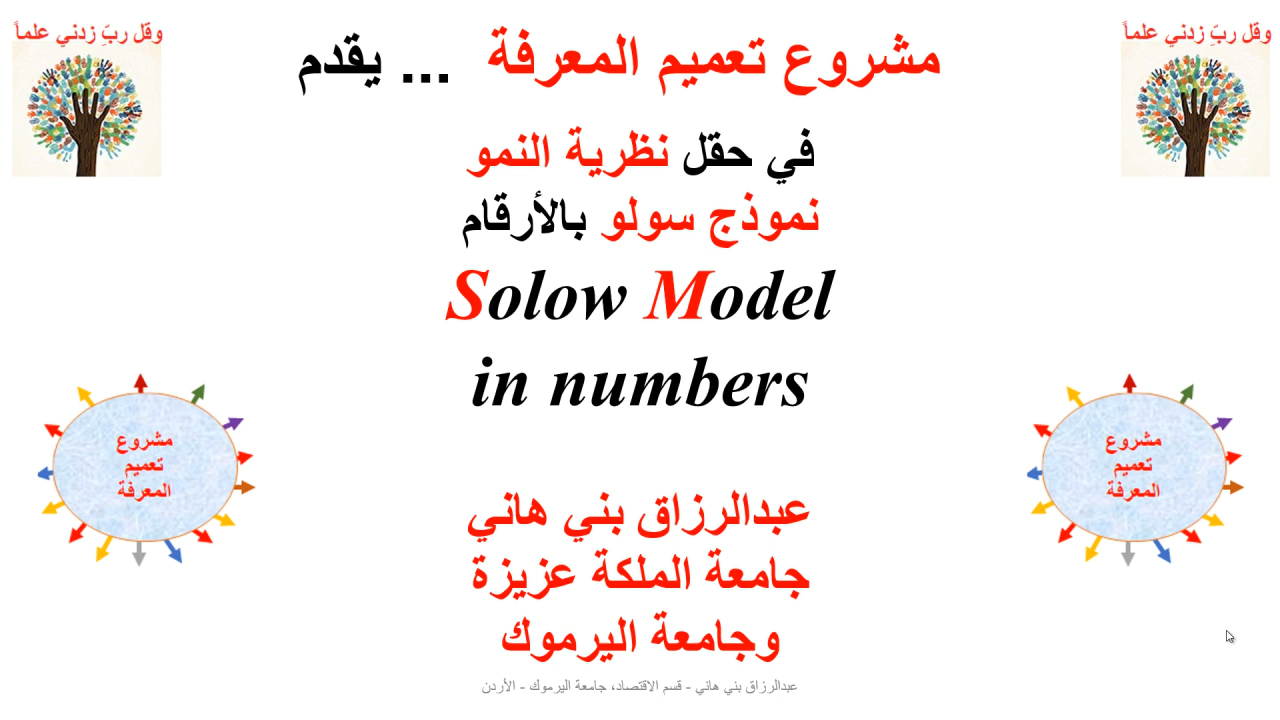 وقل ربِّ زدني علماً
وقل ربِّ زدني علماً
مشروع تعميم المعرفة ... يقدم
في حقل نظرية النمو
نموذج سولو بالأرقام
Solow Model
in numbers
مشروع
تعميم
المعرفة
مشروع
تعميم
المعرفة
عبدالرزاق بني هاني
جامعة الملكة عزيزة
وجامعة اليرموك
عبدالرزاق بني هاني - قسم الاقتصاد، جامعة اليرموك - الأردن